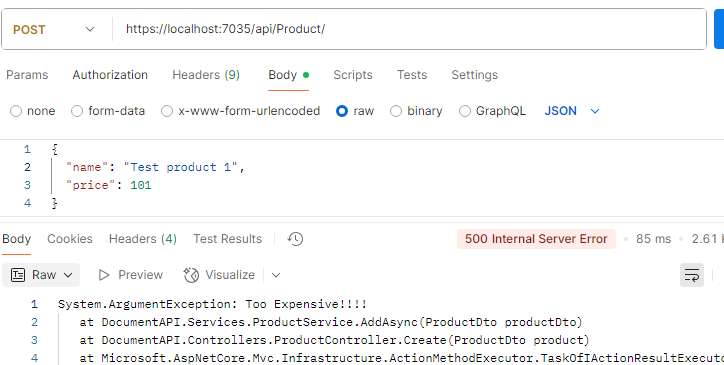 POST https://localhost:7035/api/Product/
Params Authorization Headers (9) Body Scripts Tests Settings
none form-data x-www-form-urlencoded raw binary GraphQL JSON
1 {
2 "name": "Test product 1",
3 "price": 101
4 }
Body Cookies Headers (4) Test Results 500 Internal Server Error • 85 ms • 2.61 K
Raw Preview Visualize
1 System.ArgumentException: Too Expensive!!!!
2 at DocumentAPI.Services.ProductService.AddAsync(ProductDto productDto)
3 at DocumentAPI.Controllers.ProductController.Create(ProductDto product)
4 at Microsoft.AspNetCore.Mvc.Infrastructure.ActionMethodExecutor.TaskOfIActionResultExecuto